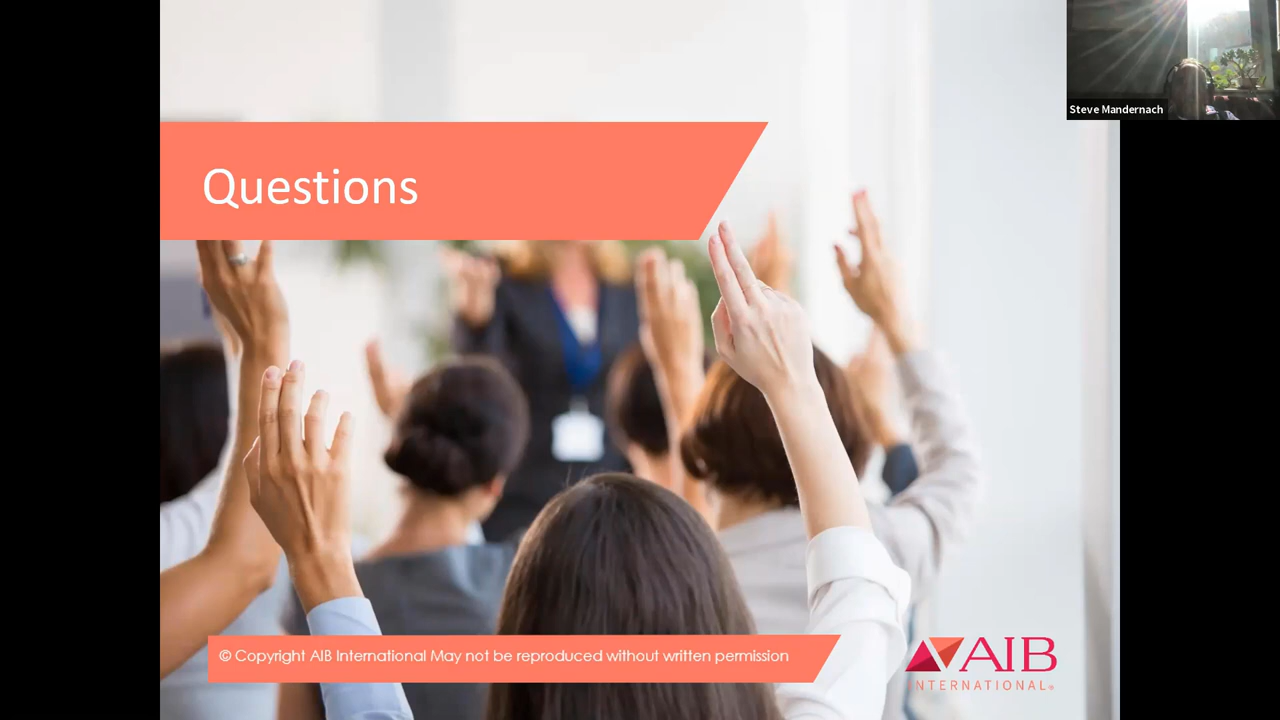 Steve Mandernach
Questions
© Copyright AIB International May not be reproduced without written permission
AIB
INTERNATIONAL®